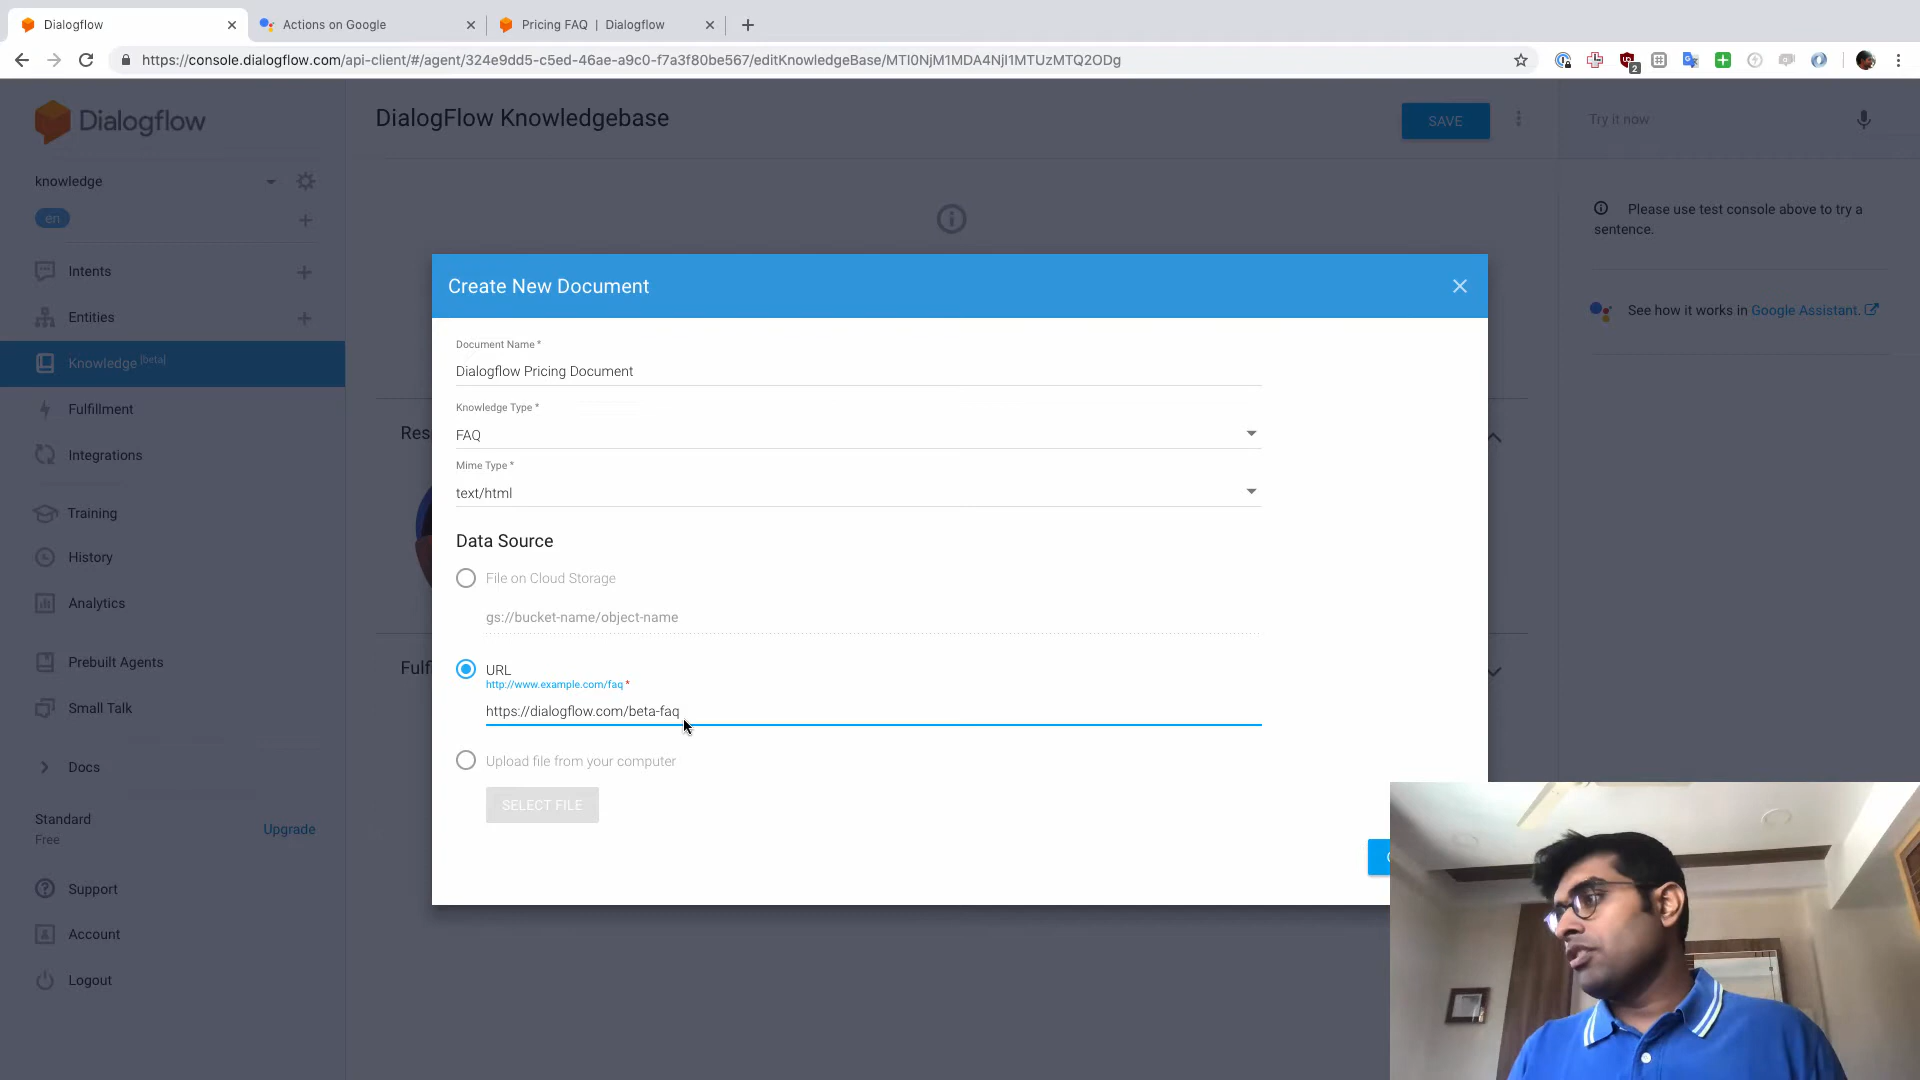 Dialogflow
Actions on Google
Pricing FAQ | Dialogflow
https://console.dialogflow.com/api-client/#/agent/324e9dd5-c5ed-46ae-a9c0-f7a3f80be567/editKnowledgeBase/MTI0NjM1MDA4NjI1MTUzMTQ2ODg
2
Dialogflow
DialogFlow Knowledgebase
SAVE
Try it now
knowledge
en
Please use test console above to try a
sentence.
Intents
Create New Document
Entities
See how it works in Google Assistant.
Document Name *
Knowledge [beta]
Dialogflow Pricing Document
Fulfillment
Knowledge Type *
FAQ
Res
Integrations
Mime Type *
text/html
Training
Data Source
History
File on Cloud Storage
Analytics
gs://bucket-name/object-name
Prebuilt Agents
URL
Fulf
http://www.example.com/faq *
Small Talk
https://dialogflow.com/beta-faq
Docs
Upload file from your computer
SELECT FILE
Standard
Free
Upgrade
Support
Account
Logout